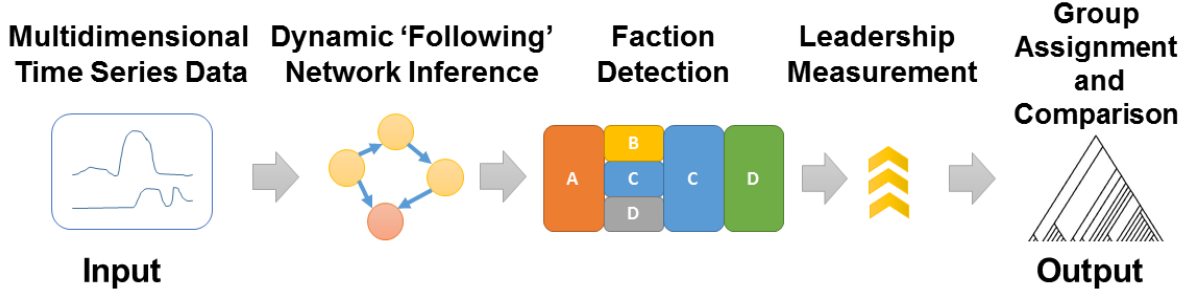 Multidimensional
Time Series Data
Dynamic ‘Following’
Network Inference
Faction
Detection
Leadership
Measurement
Group
Assignment
and
Comparison
A
B
C
D
C
D
Input
Output